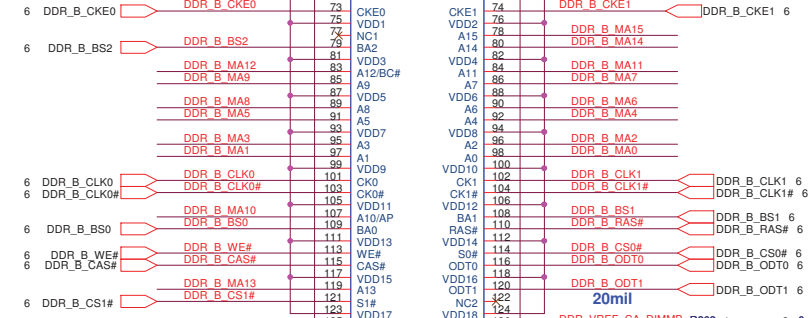 6 DDR_B_CKE0 DDR_B_CKE0 73 CKE0 CKE1 74 DDR_B_CKE1 DDR_B_CKE1 6
75 VDD1 VDD2 76
77 NC1 A15 78 DDR_B_MA15
6 DDR_B_BS2 DDR_B_BS2 79 BA2 A14 80 DDR_B_MA14
81 VDD3 VDD4 82
DDR_B_MA12 83 A12/BC# A11 84 DDR_B_MA11
DDR_B_MA9 85 A9 A7 86 DDR_B_MA7
87 VDD5 VDD6 88
DDR_B_MA8 89 A8 A6 90 DDR_B_MA6
DDR_B_MA5 91 A5 A4 92 DDR_B_MA4
93 VDD7 VDD8 94
DDR_B_MA3 95 A3 A2 96 DDR_B_MA2
DDR_B_MA1 97 A1 A0 98 DDR_B_MA0
99 VDD9 VDD10 100
6 DDR_B_CLK0 DDR_B_CLK0 101 CK0 CK1 102 DDR_B_CLK1 DDR_B_CLK1 6
6 DDR_B_CLK0# DDR_B_CLK0# 103 CK0# CK1# 104 DDR_B_CLK1# DDR_B_CLK1# 6
105 VDD11 VDD12 106
DDR_B_MA10 107 A10/AP BA1 108 DDR_B_BS1 DDR_B_BS1 6
6 DDR_B_BS0 DDR_B_BS0 109 BA0 RAS# 110 DDR_B_RAS# DDR_B_RAS# 6
111 VDD13 VDD14 112
6 DDR_B_WE# DDR_B_WE# 113 WE# S0# 114 DDR_B_CS0# DDR_B_CS0# 6
6 DDR_B_CAS# DDR_B_CAS# 115 CAS# ODT0 116 DDR_B_ODT0 DDR_B_ODT0 6
117 VDD15 VDD16 118
DDR_B_MA13 119 A13 ODT1 120 DDR_B_ODT1 DDR_B_ODT1 6
6 DDR_B_CS1# DDR_B_CS1# 121 S1# NC2 122 20mil
123 VDD17 VDD18 124